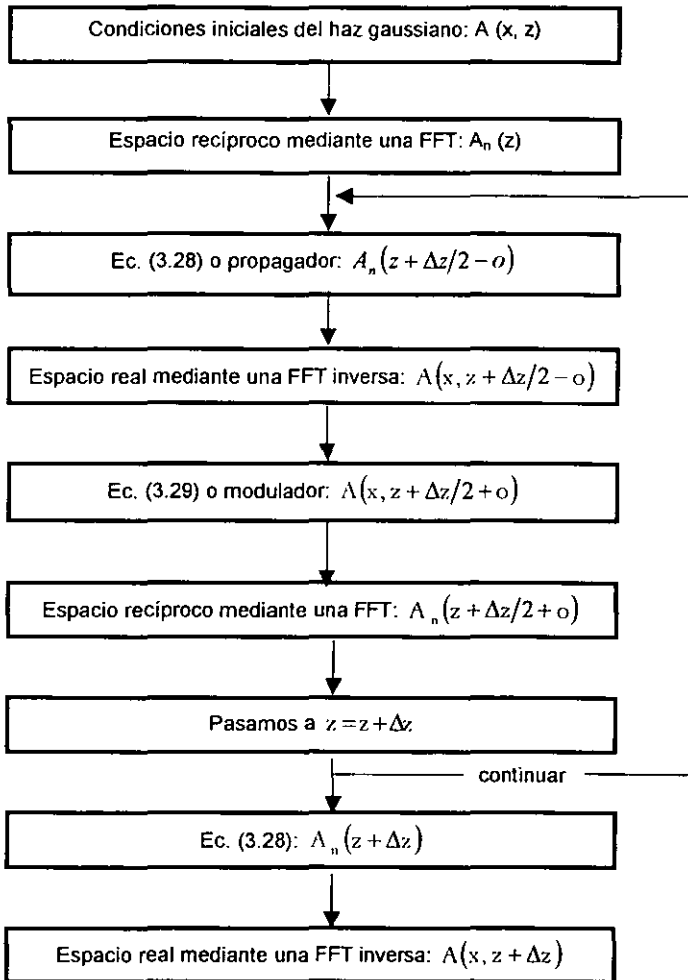 Condiciones iniciales del haz gaussiano: A (x, z)
Espacio recíproco mediante una FFT: Aₙ (z)
Ec. (3.28) o propagador: Aₙ(z + Δz/2 − o)
Espacio real mediante una FFT inversa: A(x, z + Δz/2 − o)
Ec. (3.29) o modulador: A(x, z + Δz/2 + o)
Espacio recíproco mediante una FFT: Aₙ(z + Δz/2 + o)
Pasamos a z = z + Δz
continuar
Ec. (3.28): Aₙ(z + Δz)
Espacio real mediante una FFT inversa: A(x, z + Δz)